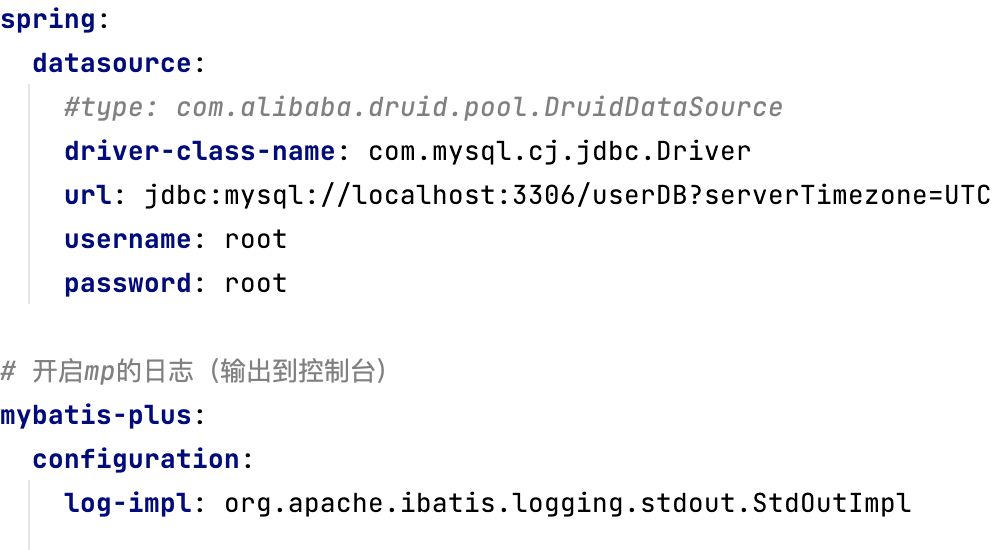 spring:
  datasource:
    #type: com.alibaba.druid.pool.DruidDataSource
    driver-class-name: com.mysql.cj.jdbc.Driver
    url: jdbc:mysql://localhost:3306/userDB?serverTimezone=UTC
    username: root
    password: root

# 开启mp的日志（输出到控制台）
mybatis-plus:
  configuration:
    log-impl: org.apache.ibatis.logging.stdout.StdOutImpl